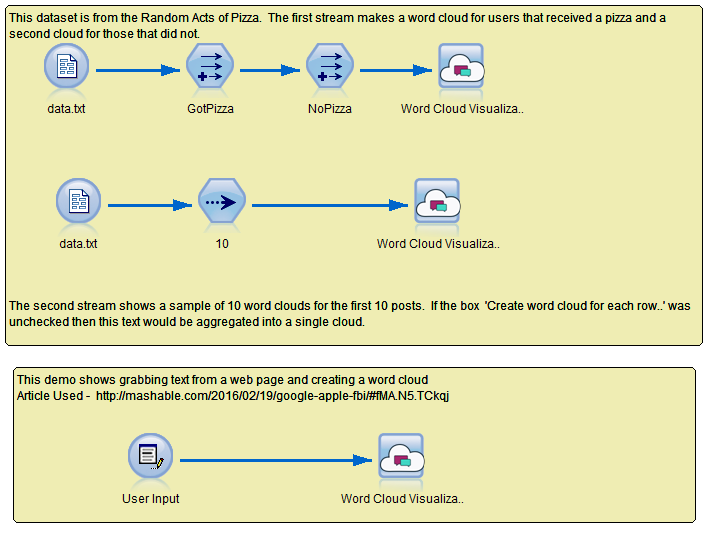 This dataset is from the Random Acts of Pizza. The first stream makes a word cloud for users that received a pizza and a
second cloud for those that did not.
data.txt
GotPizza
NoPizza
Word Cloud Visualiza..
data.txt
10
Word Cloud Visualiza..
The second stream shows a sample of 10 word clouds for the first 10 posts. If the box 'Create word cloud for each row..' was
unchecked then this text would be aggregated into a single cloud.
This demo shows grabbing text from a web page and creating a word cloud
Article Used - http://mashable.com/2016/02/19/google-apple-fbi/#fMA.N5.TCkqj
User Input
Word Cloud Visualiza..